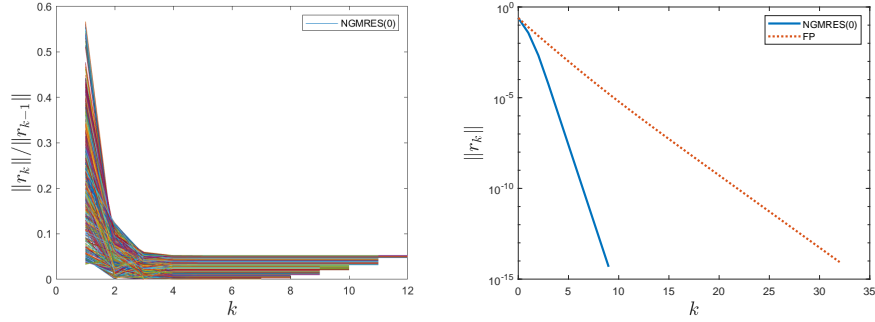 0.6
0.5
0.4
0.3
0.2
0.1
0
0 2 4 6 8 10 12
k
||r_k||/||r_{k-1}||
NGMRES(0)
10^0
10^{-5}
10^{-10}
10^{-15}
0 5 10 15 20 25 30 35
k
||r_k||
NGMRES(0)
FP